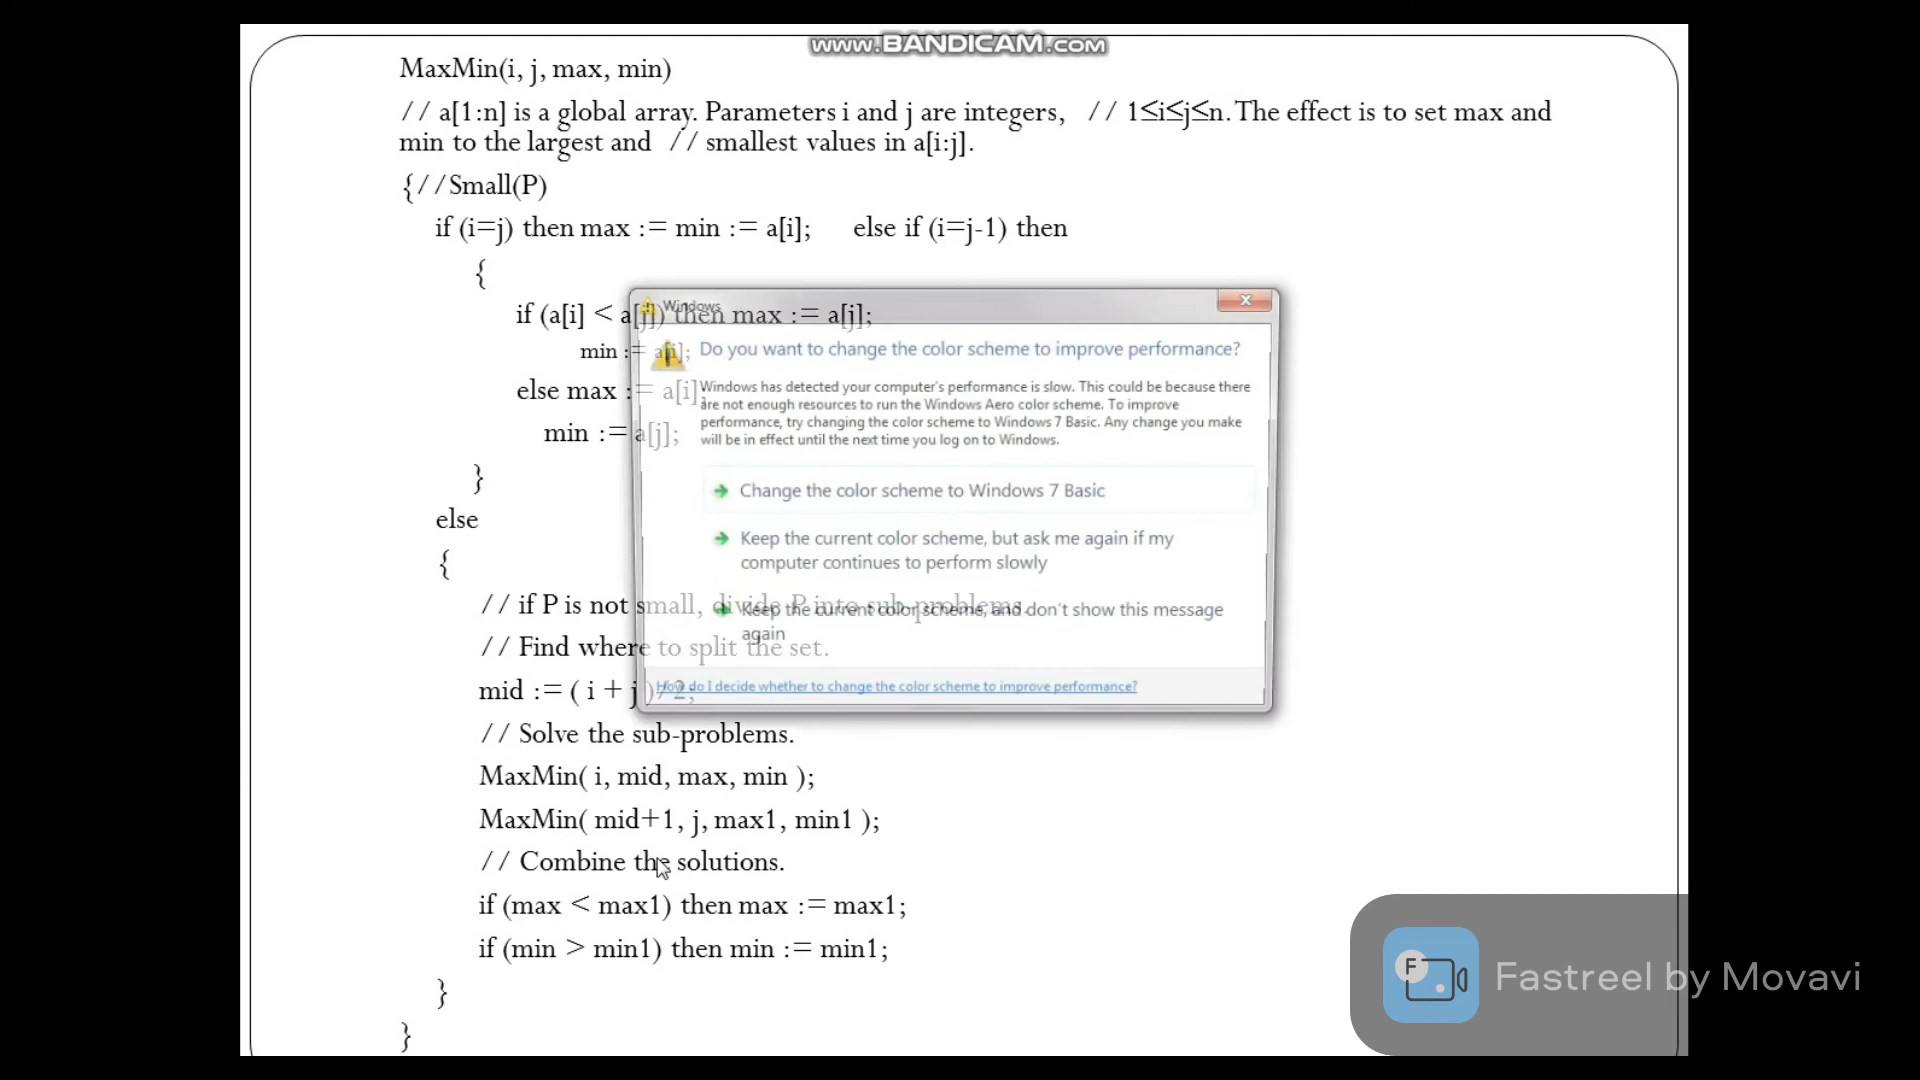 www.BANDICAM.com
MaxMin(i, j, max, min)
// a[1:n] is a global array. Parameters i and j are integers, // 1≤i≤j≤n. The effect is to set max and
min to the largest and // smallest values in a[i:j].
{//Small(P)
if (i=j) then max := min := a[i]; else if (i=j-1) then
{
if (a[i] < a[j]) then max := a[j];
min := a[i];
else max := a[i];
min := a[j];
}
else
{
// if P is not small, divide P into sub-problems.
// Find where to split the set.
mid := ( i + j )/2;
// Solve the sub-problems.
MaxMin( i, mid, max, min );
MaxMin( mid+1, j, max1, min1 );
// Combine the solutions.
if (max < max1) then max := max1;
if (min > min1) then min := min1;
}
}
Windows
Do you want to change the color scheme to improve performance?
Windows has detected your computer's performance is slow. This could be because there
are not enough resources to run the Windows Aero color scheme. To improve
performance, try changing the color scheme to Windows 7 Basic. Any change you make
will be in effect until the next time you log on to Windows.
Change the color scheme to Windows 7 Basic
Keep the current color scheme, but ask me again if my
computer continues to perform slowly
Keep the current color scheme, and don't show this message
again
How do I decide whether to change the color scheme to improve performance?
F
Fastreel by Movavi